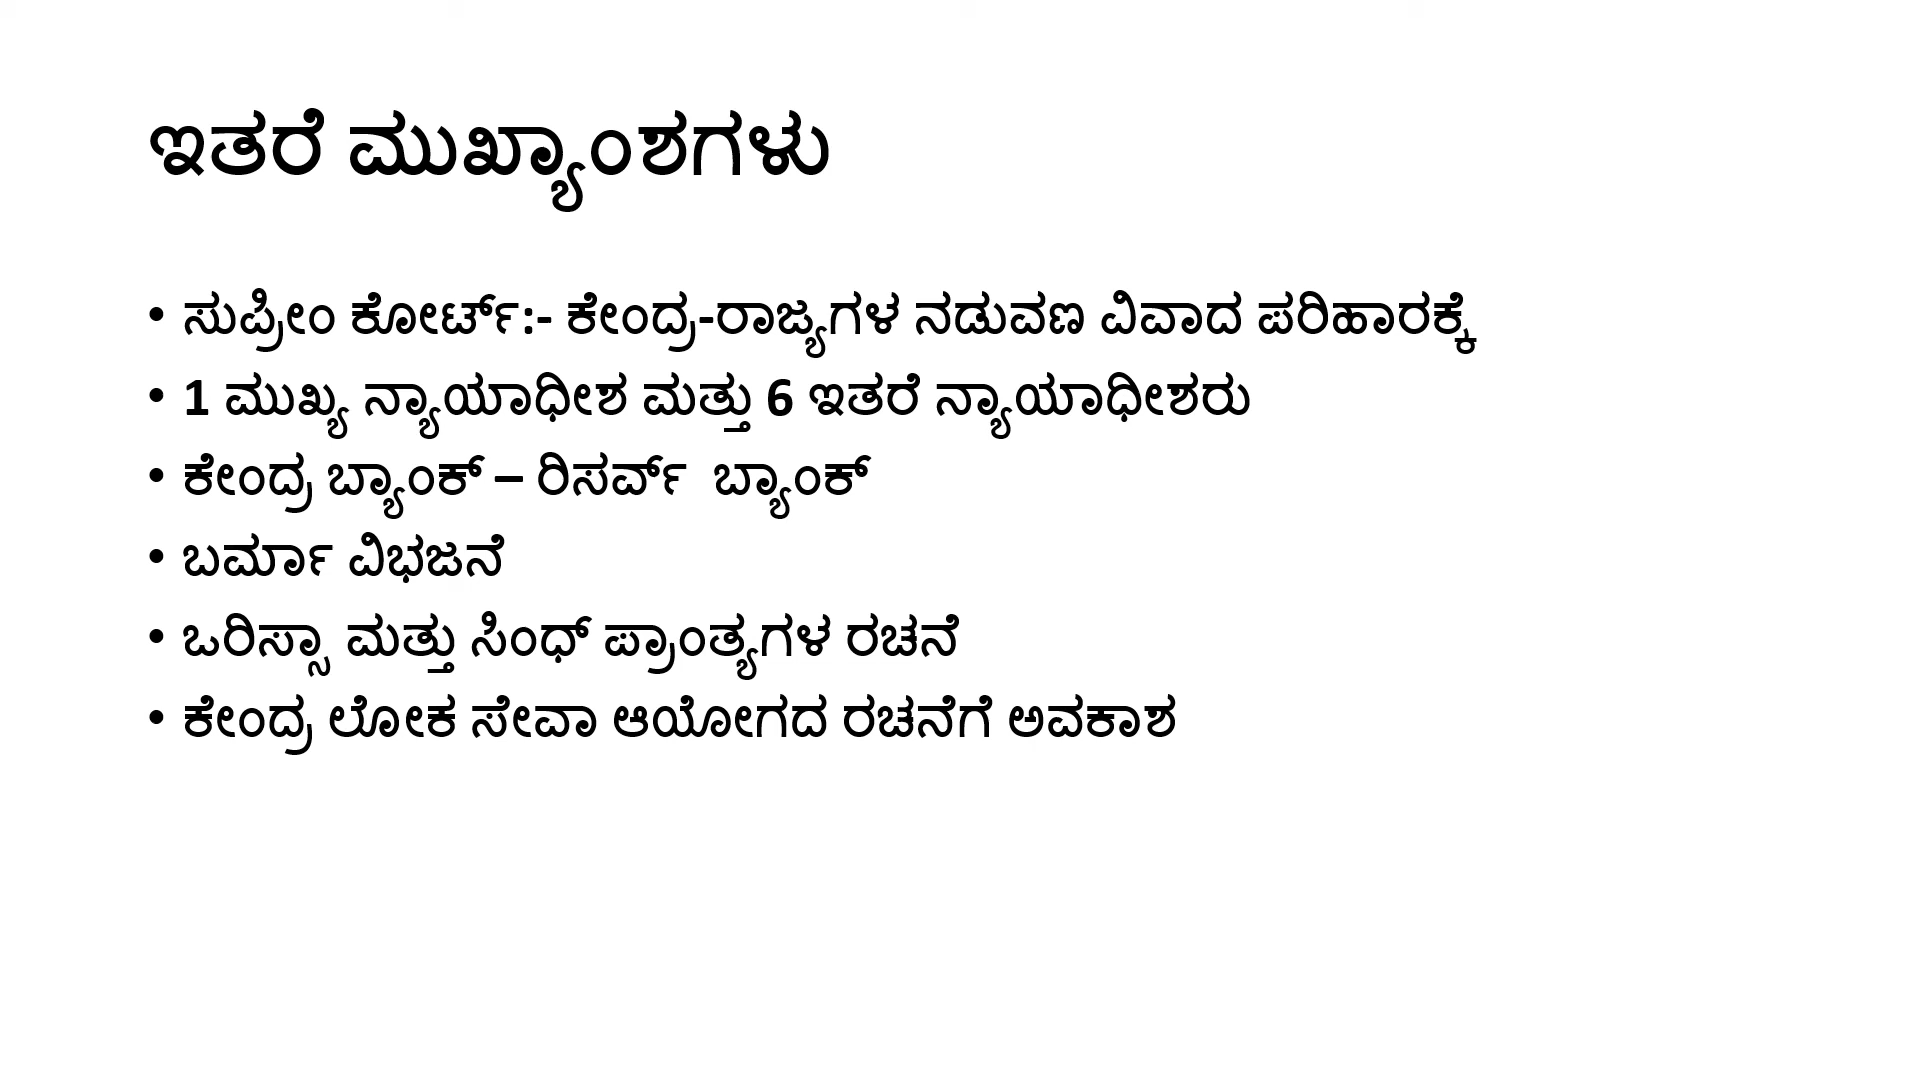 ಇತರೆ ಮುಖ್ಯಾಂಶಗಳು
• ಸುಪ್ರೀಂ ಕೋರ್ಟ್:- ಕೇಂದ್ರ-ರಾಜ್ಯಗಳ ನಡುವಣ ವಿವಾದ ಪರಿಹಾರಕ್ಕೆ
• 1 ಮುಖ್ಯ ನ್ಯಾಯಾಧೀಶ ಮತ್ತು 6 ಇತರೆ ನ್ಯಾಯಾಧೀಶರು
• ಕೇಂದ್ರ ಬ್ಯಾಂಕ್ – ರಿಸರ್ವ್ ಬ್ಯಾಂಕ್
• ಬರ್ಮಾ ವಿಭಜನೆ
• ಒರಿಸ್ಸಾ ಮತ್ತು ಸಿಂಧ್ ಪ್ರಾಂತ್ಯಗಳ ರಚನೆ
• ಕೇಂದ್ರ ಲೋಕ ಸೇವಾ ಆಯೋಗದ ರಚನೆಗೆ ಅವಕಾಶ